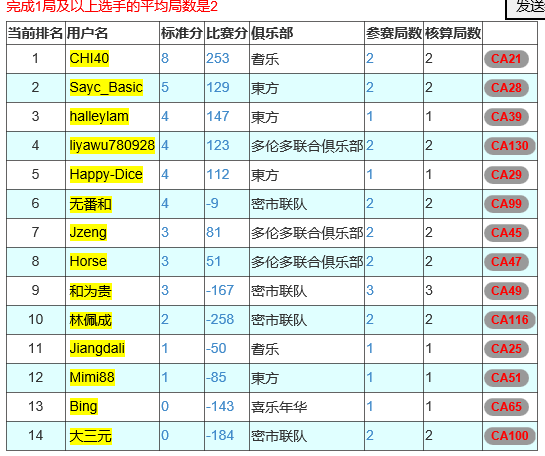 完成1局及以上选手的平均局数是2
发送
当前排名 用户名 标准分 比赛分 俱乐部 参赛局数 核算局数
1 CHI40 8 253 耆乐 2 2 CA21
2 Sayc_Basic 5 129 東方 2 2 CA28
3 halleylam 4 147 東方 1 1 CA39
4 liyawu780928 4 123 多伦多联合俱乐部 2 2 CA130
5 Happy-Dice 4 112 東方 1 1 CA29
6 无番和 4 -9 密市联队 2 2 CA99
7 Jzeng 3 81 多伦多联合俱乐部 2 2 CA45
8 Horse 3 51 多伦多联合俱乐部 2 2 CA47
9 和为贵 3 -167 密市联队 3 3 CA49
10 林佩成 2 -258 密市联队 2 2 CA116
11 Jiangdali 1 -50 耆乐 1 1 CA25
12 Mimi88 1 -85 東方 1 1 CA51
13 Bing 0 -143 喜乐年华 1 1 CA65
14 大三元 0 -184 密市联队 2 2 CA100